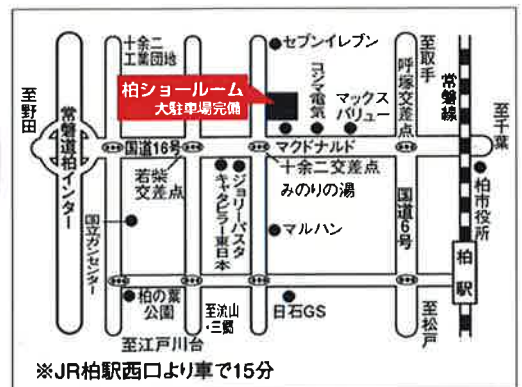 十余二
工業団地
セブンイレブン
至取手
呼塚交差点
常磐線
至野田
柏ショールーム
大駐車場完備
コジマ電気
マックス
バリュー
至千葉
常磐道柏インター
国道16号
マクドナルド
若柴
交差点
ジョリーパスタ
キャタピラー東日本
十余二交差点
みのりの湯
国道6号
柏市役所
国立ガンセンター
マルハン
柏駅
柏の葉
公園
至流山
・三郷
日石GS
至松戸
至江戸川台
※JR柏駅西口より車で15分